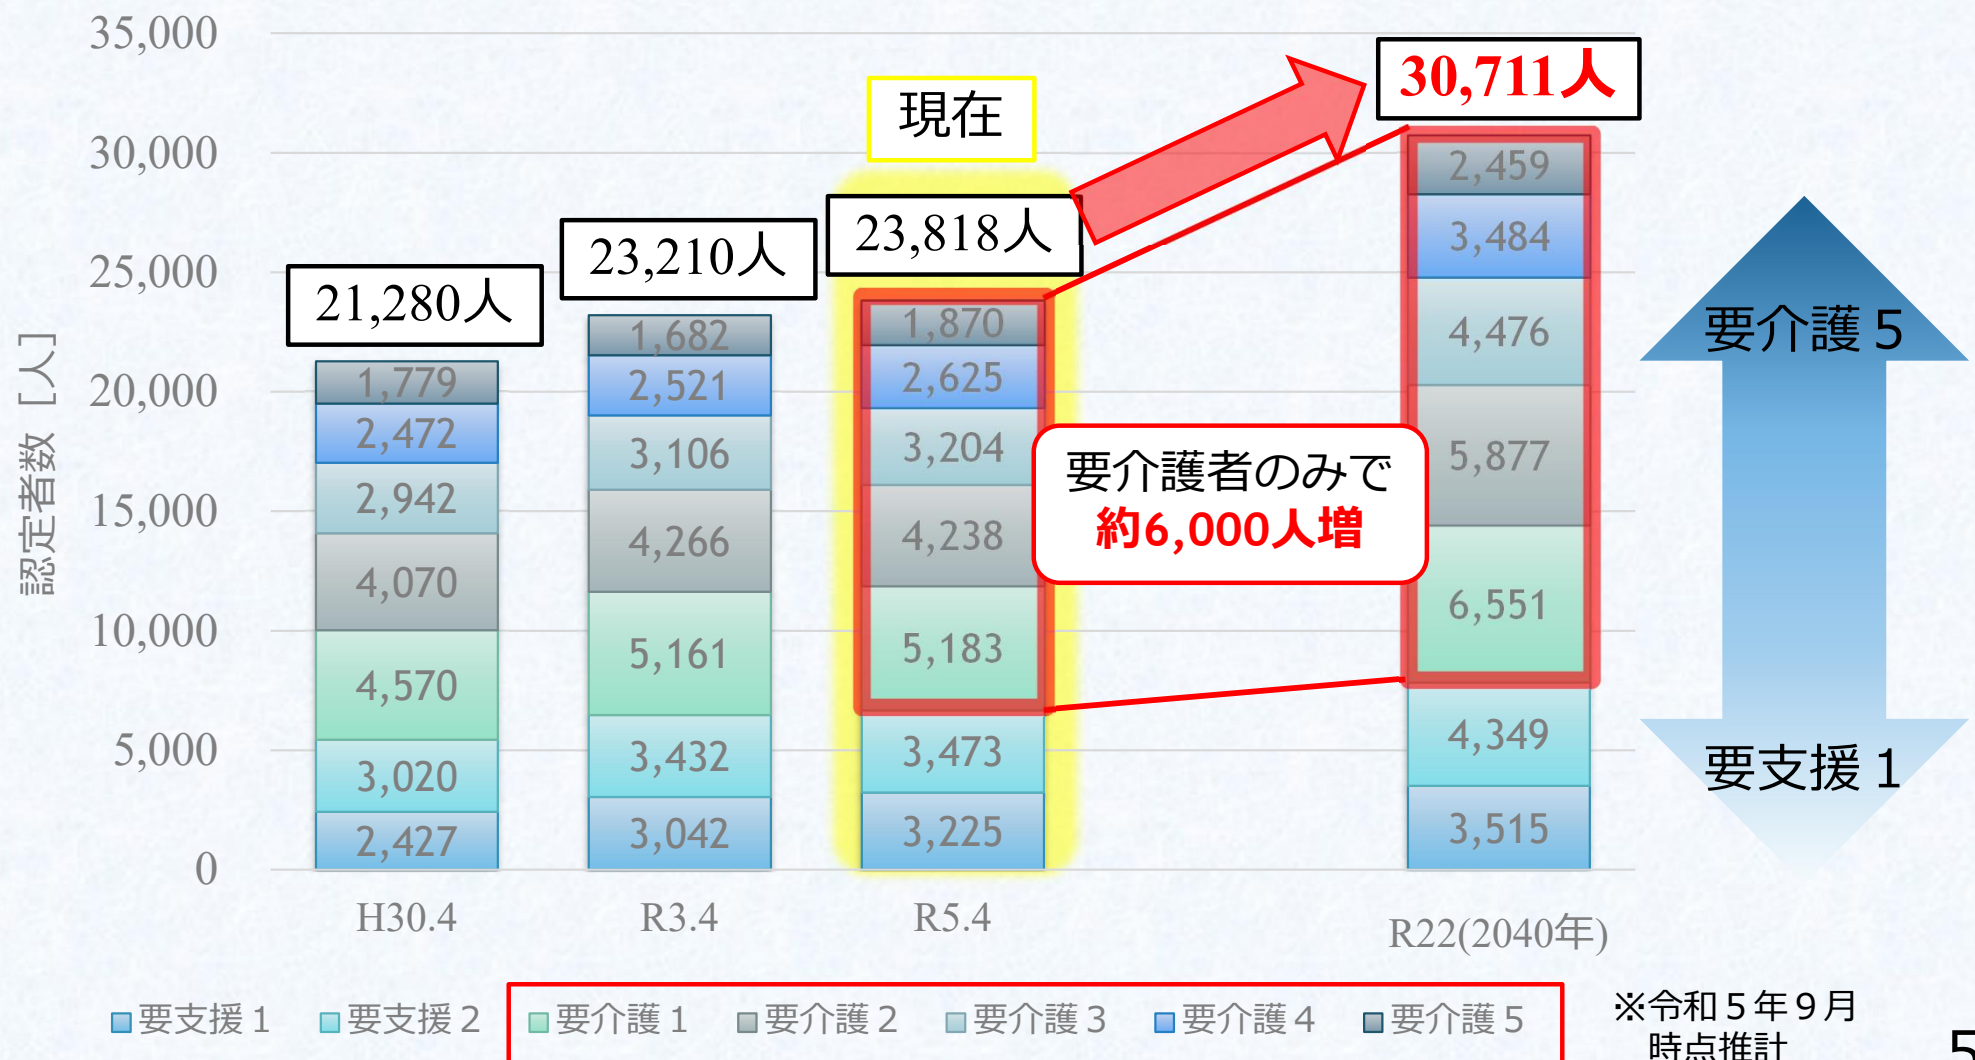 35,000
30,000
25,000
20,000
15,000
10,000
5,000
0
認定者数［人］
現在
21,280人
23,210人
23,818人
30,711人
1,779
2,472
2,942
4,070
4,570
3,020
2,427
1,682
2,521
3,106
4,266
5,161
3,432
3,042
1,870
2,625
3,204
4,238
5,183
3,473
3,225
2,459
3,484
4,476
5,877
6,551
4,349
3,515
要介護者のみで
約6,000人増
要介護５
要支援１
H30.4
R3.4
R5.4
R22(2040年)
要支援１
要支援２
要介護１
要介護２
要介護３
要介護４
要介護５
※令和５年９月
時点推計
5